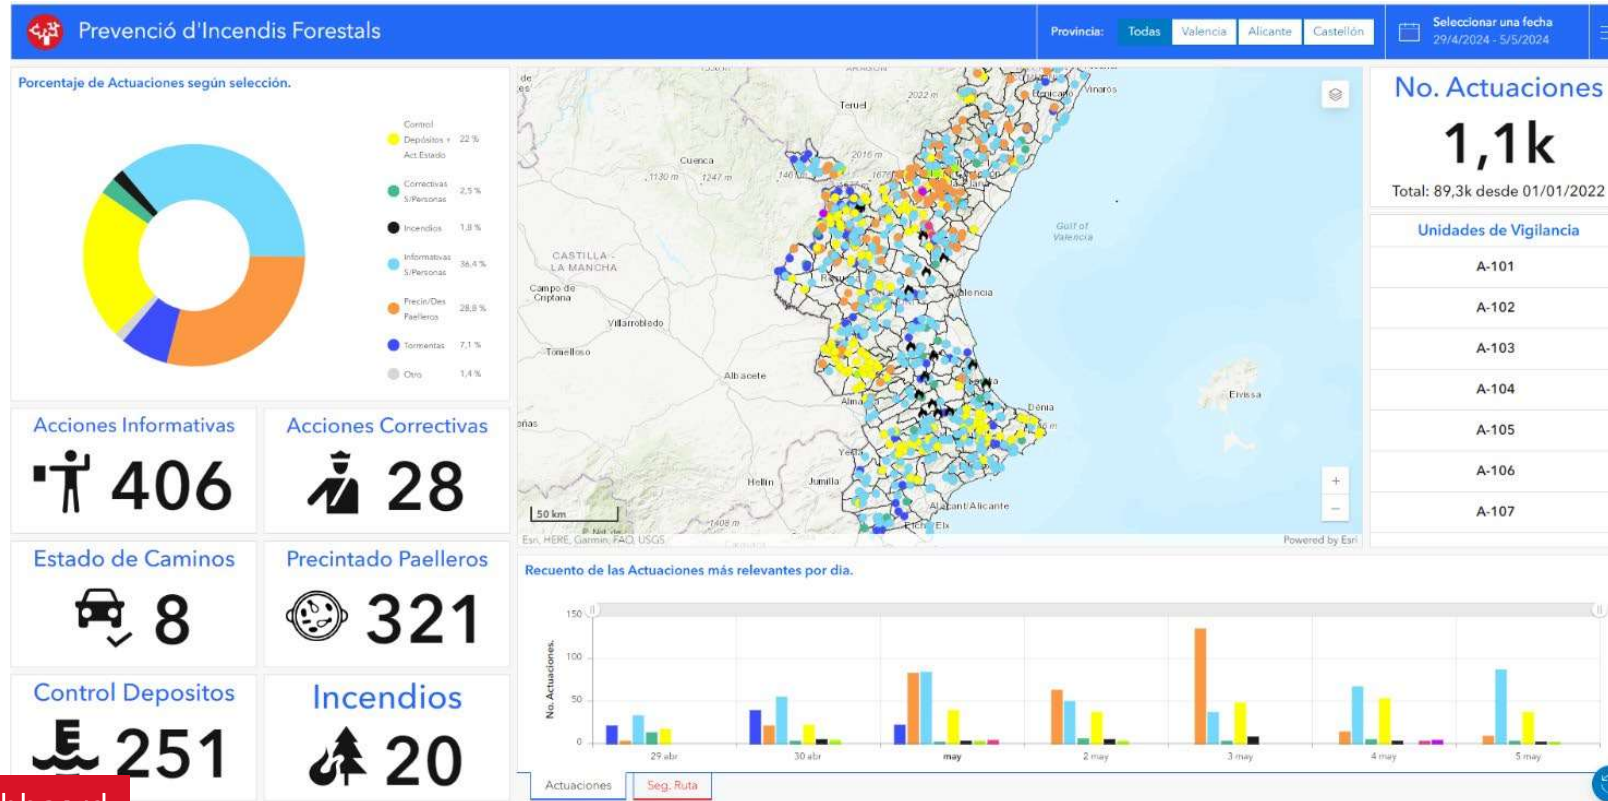 Prevenció d'Incendis Forestals
Provincia:
Todas
Valencia
Alicante
Castellón
Seleccionar una fecha
29/4/2024 - 5/5/2024
Porcentaje de Actuaciones según selección.
Control
Depósitos +
Act.Estado
22 %
Correctivas
S/Personas
2,5 %
Incendios
1,8 %
Informativas
S/Personas
36,4 %
Precin/Des
Paelleros
28,8 %
Tormentas
7,1 %
Otro
1,4 %
Acciones Informativas
406
Acciones Correctivas
28
Estado de Caminos
8
Precintado Paelleros
321
Control Depositos
E
251
Incendios
20
Teruel
2022 m
Vinaròs
Cuenca
2016 m
1130 m
1247 m
Gulf of
Valencia
CASTILLA -
LA MANCHA
Campo de
Criptana
Villarrobledo
Tomelloso
Albacete
Eivissa
Dénia
Hellín
Jumilla
Alacant/Alicante
Elche/Elx
1408 m
50 km
Esri, HERE, Garmin, FAO, USGS
Powered by Esri
+
−
No. Actuaciones
1,1k
Total: 89,3k desde 01/01/2022
Unidades de Vigilancia
A-101
A-102
A-103
A-104
A-105
A-106
A-107
Recuento de las Actuaciones más relevantes por dia.
No. Actuaciones.
150
100
50
0
29 abr
30 abr
may
2 may
3 may
4 may
5 may
Actuaciones
Seg. Ruta